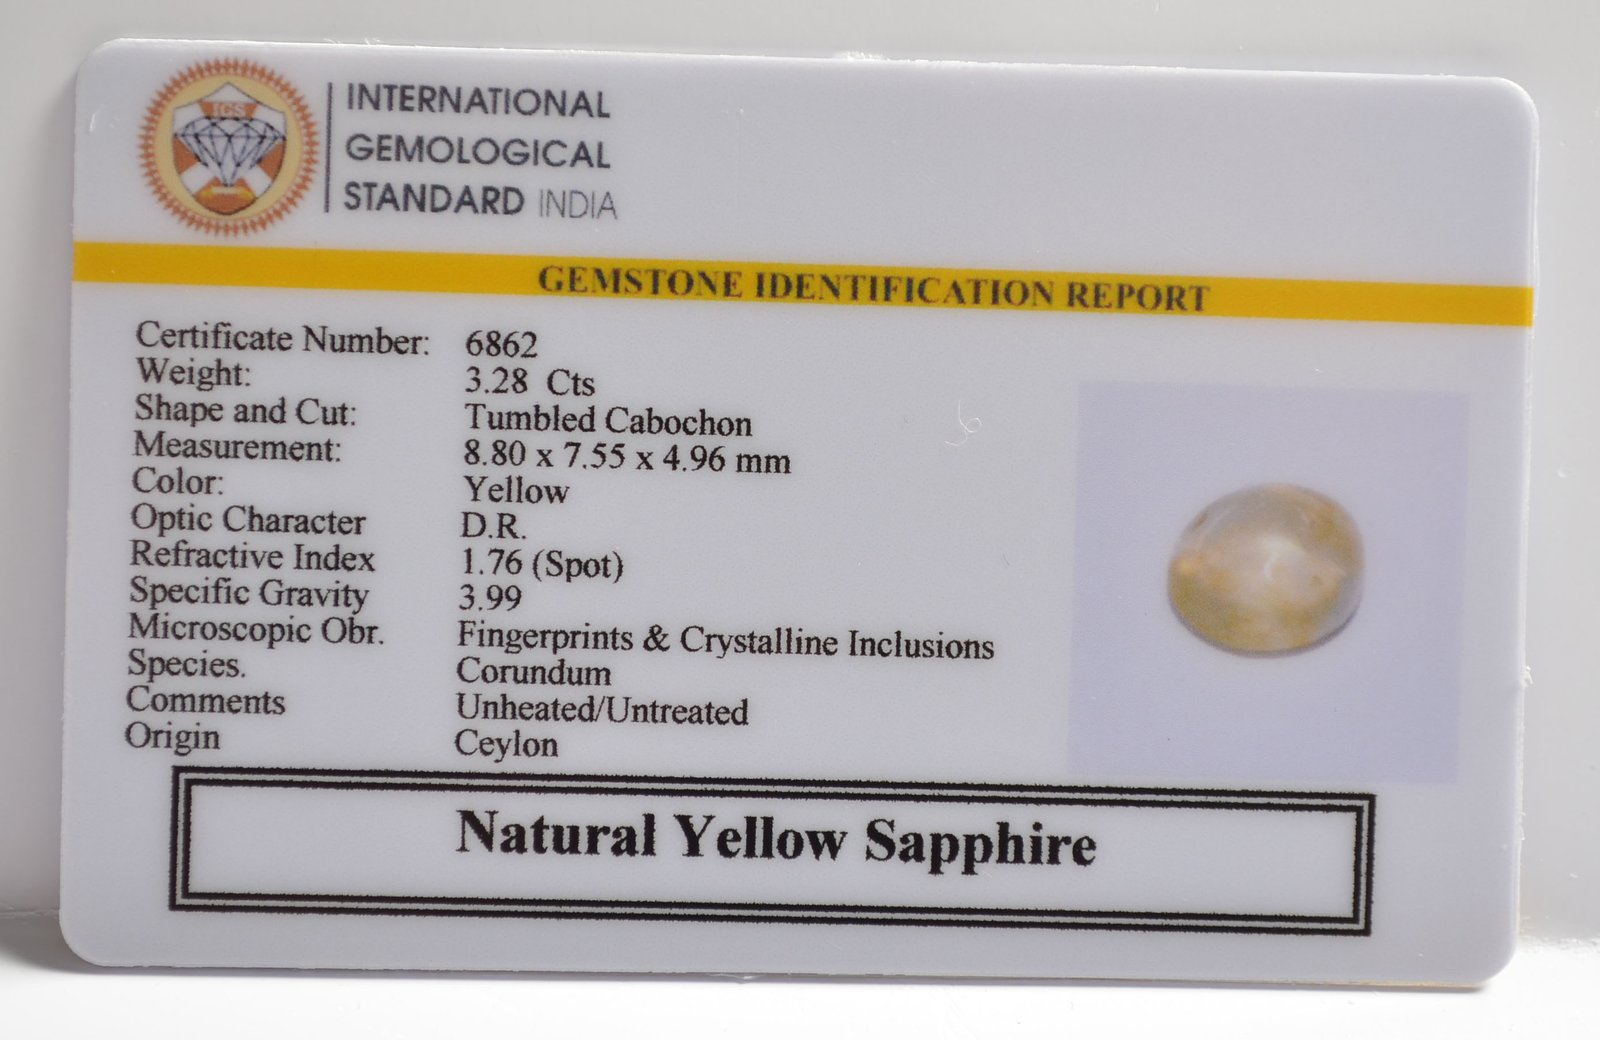 IGS
INTERNATIONAL
GEMOLOGICAL
STANDARD INDIA
GEMSTONE IDENTIFICATION REPORT
Certificate Number: 6862
Weight: 3.28 Cts
Shape and Cut: Tumbled Cabochon
Measurement: 8.80 x 7.55 x 4.96 mm
Color: Yellow
Optic Character D.R.
Refractive Index 1.76 (Spot)
Specific Gravity 3.99
Microscopic Obr. Fingerprints & Crystalline Inclusions
Species. Corundum
Comments Unheated/Untreated
Origin Ceylon
Natural Yellow Sapphire